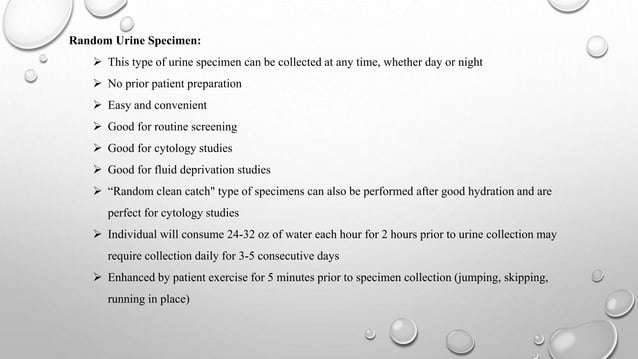 Random Urine Specimen:
➢ This type of urine specimen can be collected at any time, whether day or night
➢ No prior patient preparation
➢ Easy and convenient
➢ Good for routine screening
➢ Good for cytology studies
➢ Good for fluid deprivation studies
➢ “Random clean catch" type of specimens can also be performed after good hydration and are
perfect for cytology studies
➢ Individual will consume 24-32 oz of water each hour for 2 hours prior to urine collection may
require collection daily for 3-5 consecutive days
➢ Enhanced by patient exercise for 5 minutes prior to specimen collection (jumping, skipping,
running in place)